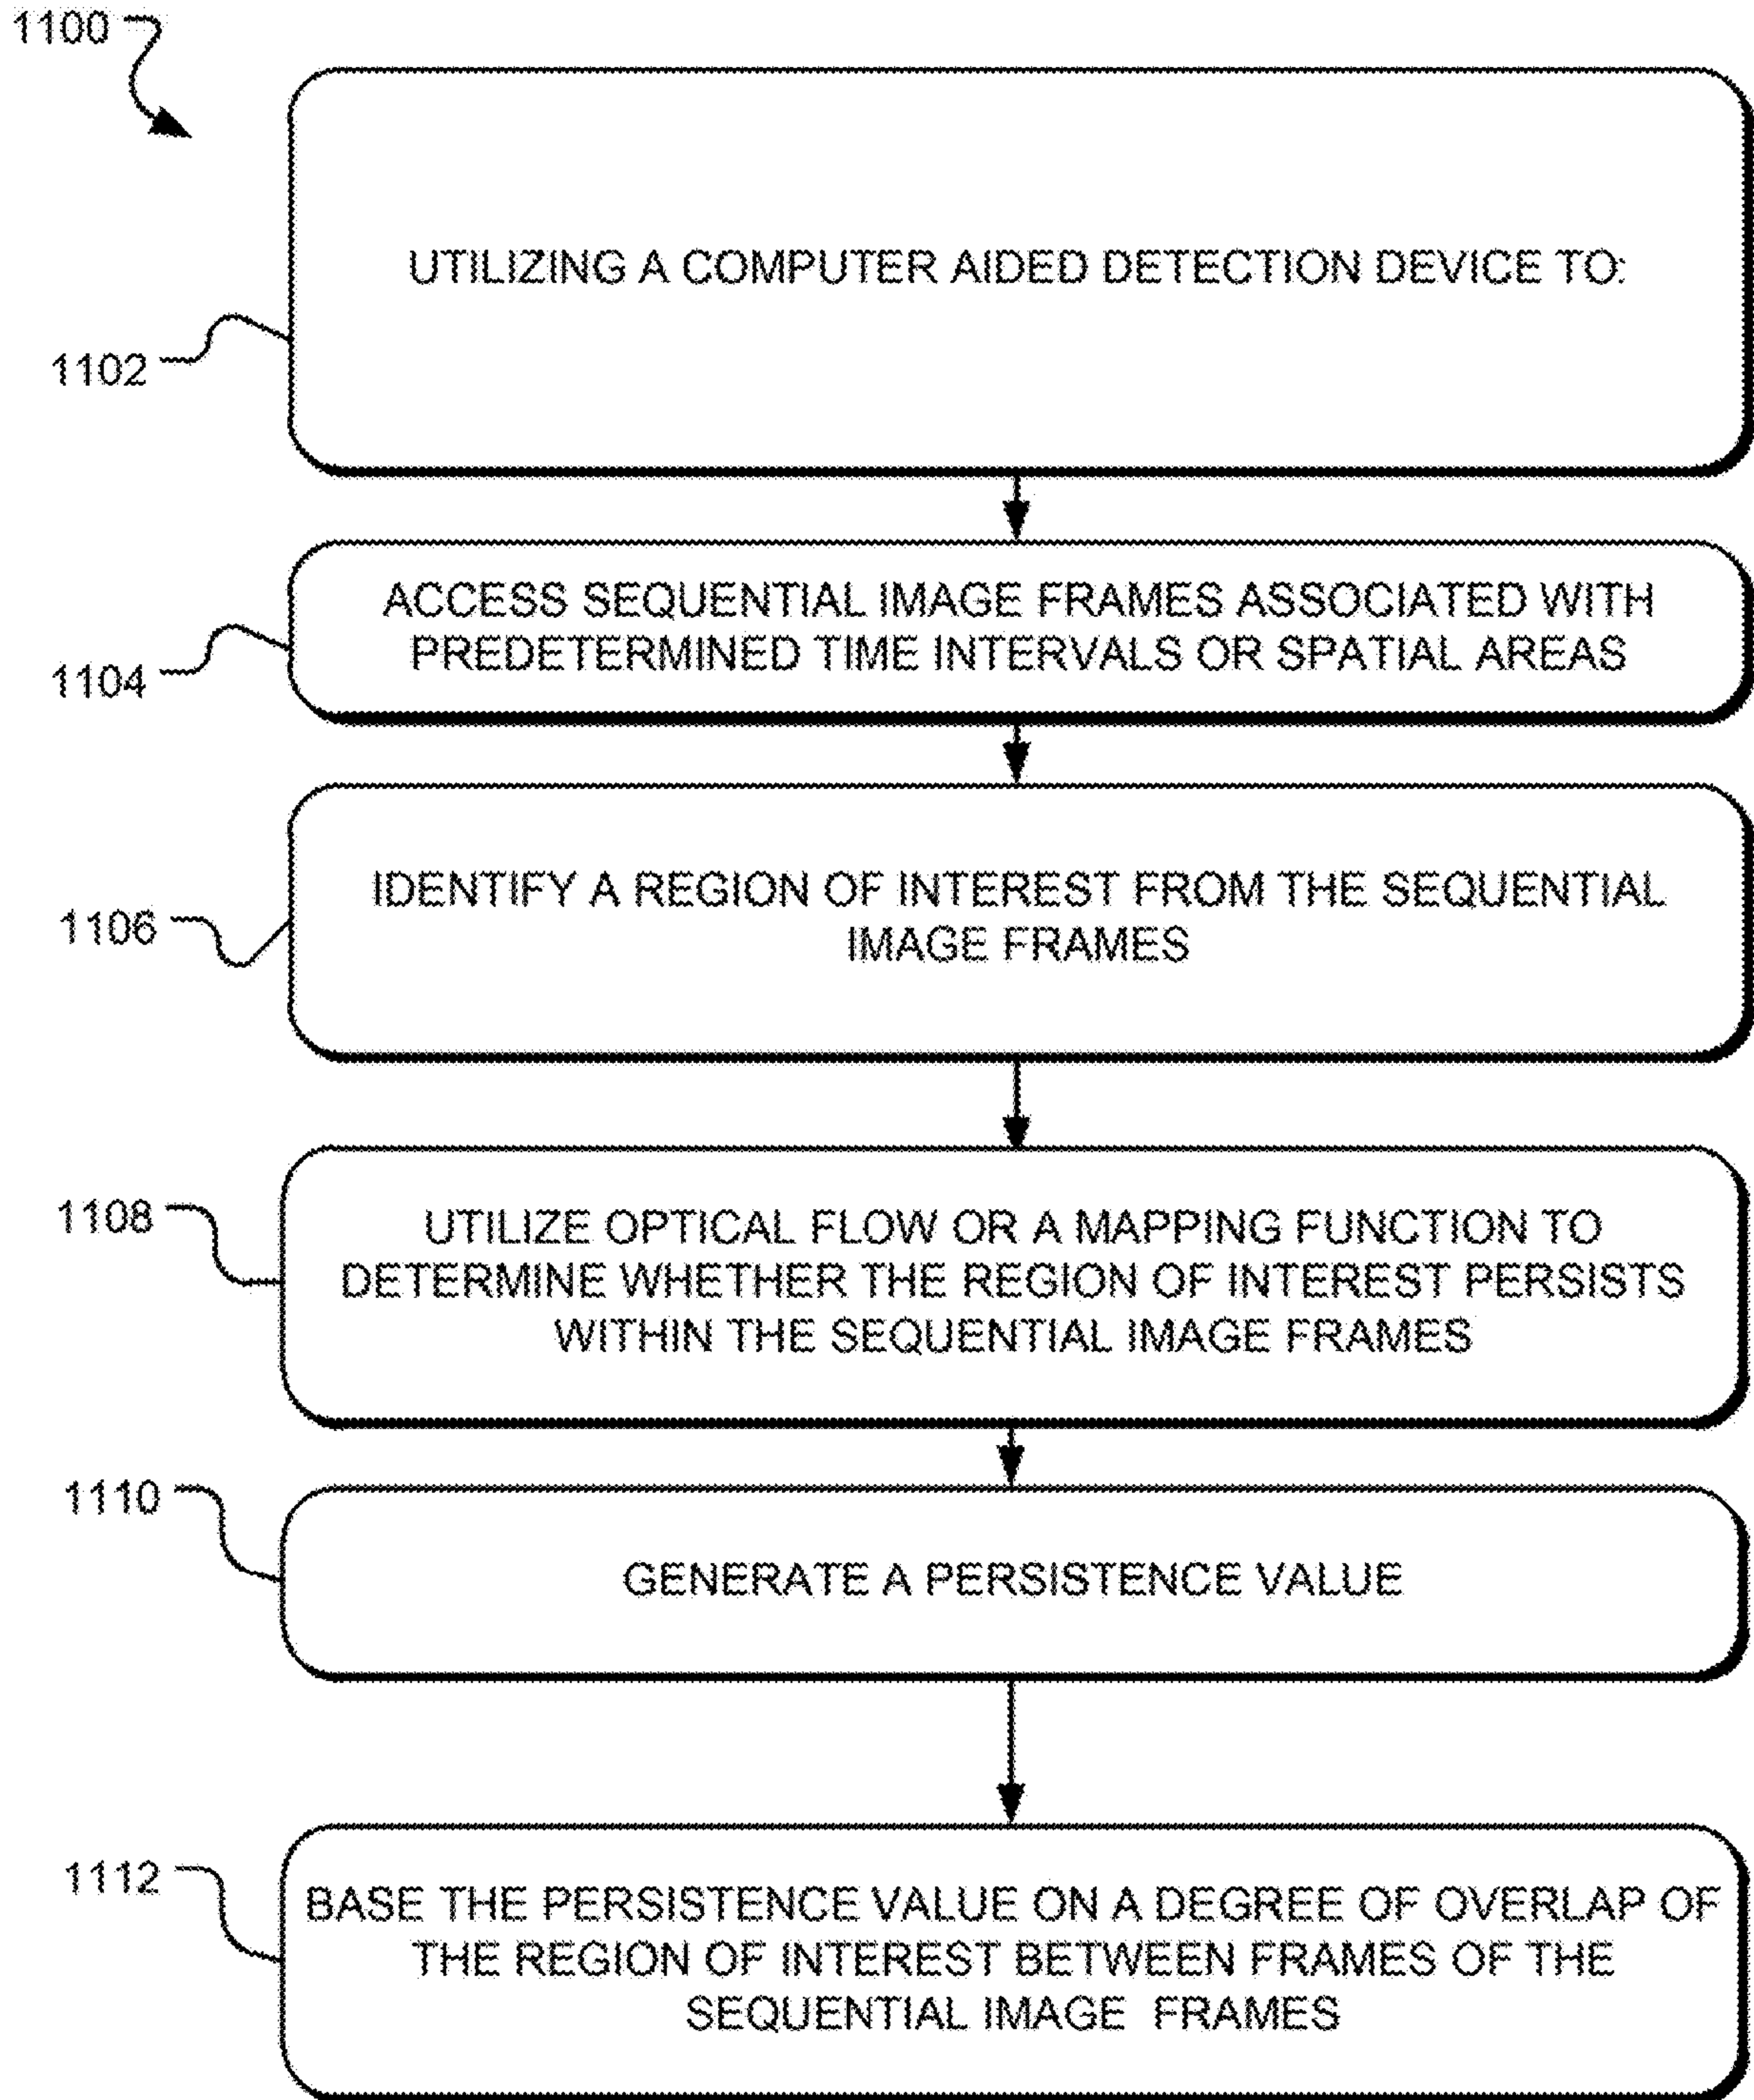 1100
UTILIZING A COMPUTER AIDED DETECTION DEVICE TO:
1102
ACCESS SEQUENTIAL IMAGE FRAMES ASSOCIATED WITH
PREDETERMINED TIME INTERVALS OR SPATIAL AREAS
1104
IDENTIFY A REGION OF INTEREST FROM THE SEQUENTIAL
IMAGE FRAMES
1106
1108
UTILIZE OPTICAL FLOW OR A MAPPING FUNCTION TO
DETERMINE WHETHER THE REGION OF INTEREST PERSISTS
WITHIN THE SEQUENTIAL IMAGE FRAMES
1110
GENERATE A PERSISTENCE VALUE
1112
BASE THE PERSISTENCE VALUE ON A DEGREE OF OVERLAP OF
THE REGION OF INTEREST BETWEEN FRAMES OF THE
SEQUENTIAL IMAGE FRAMES